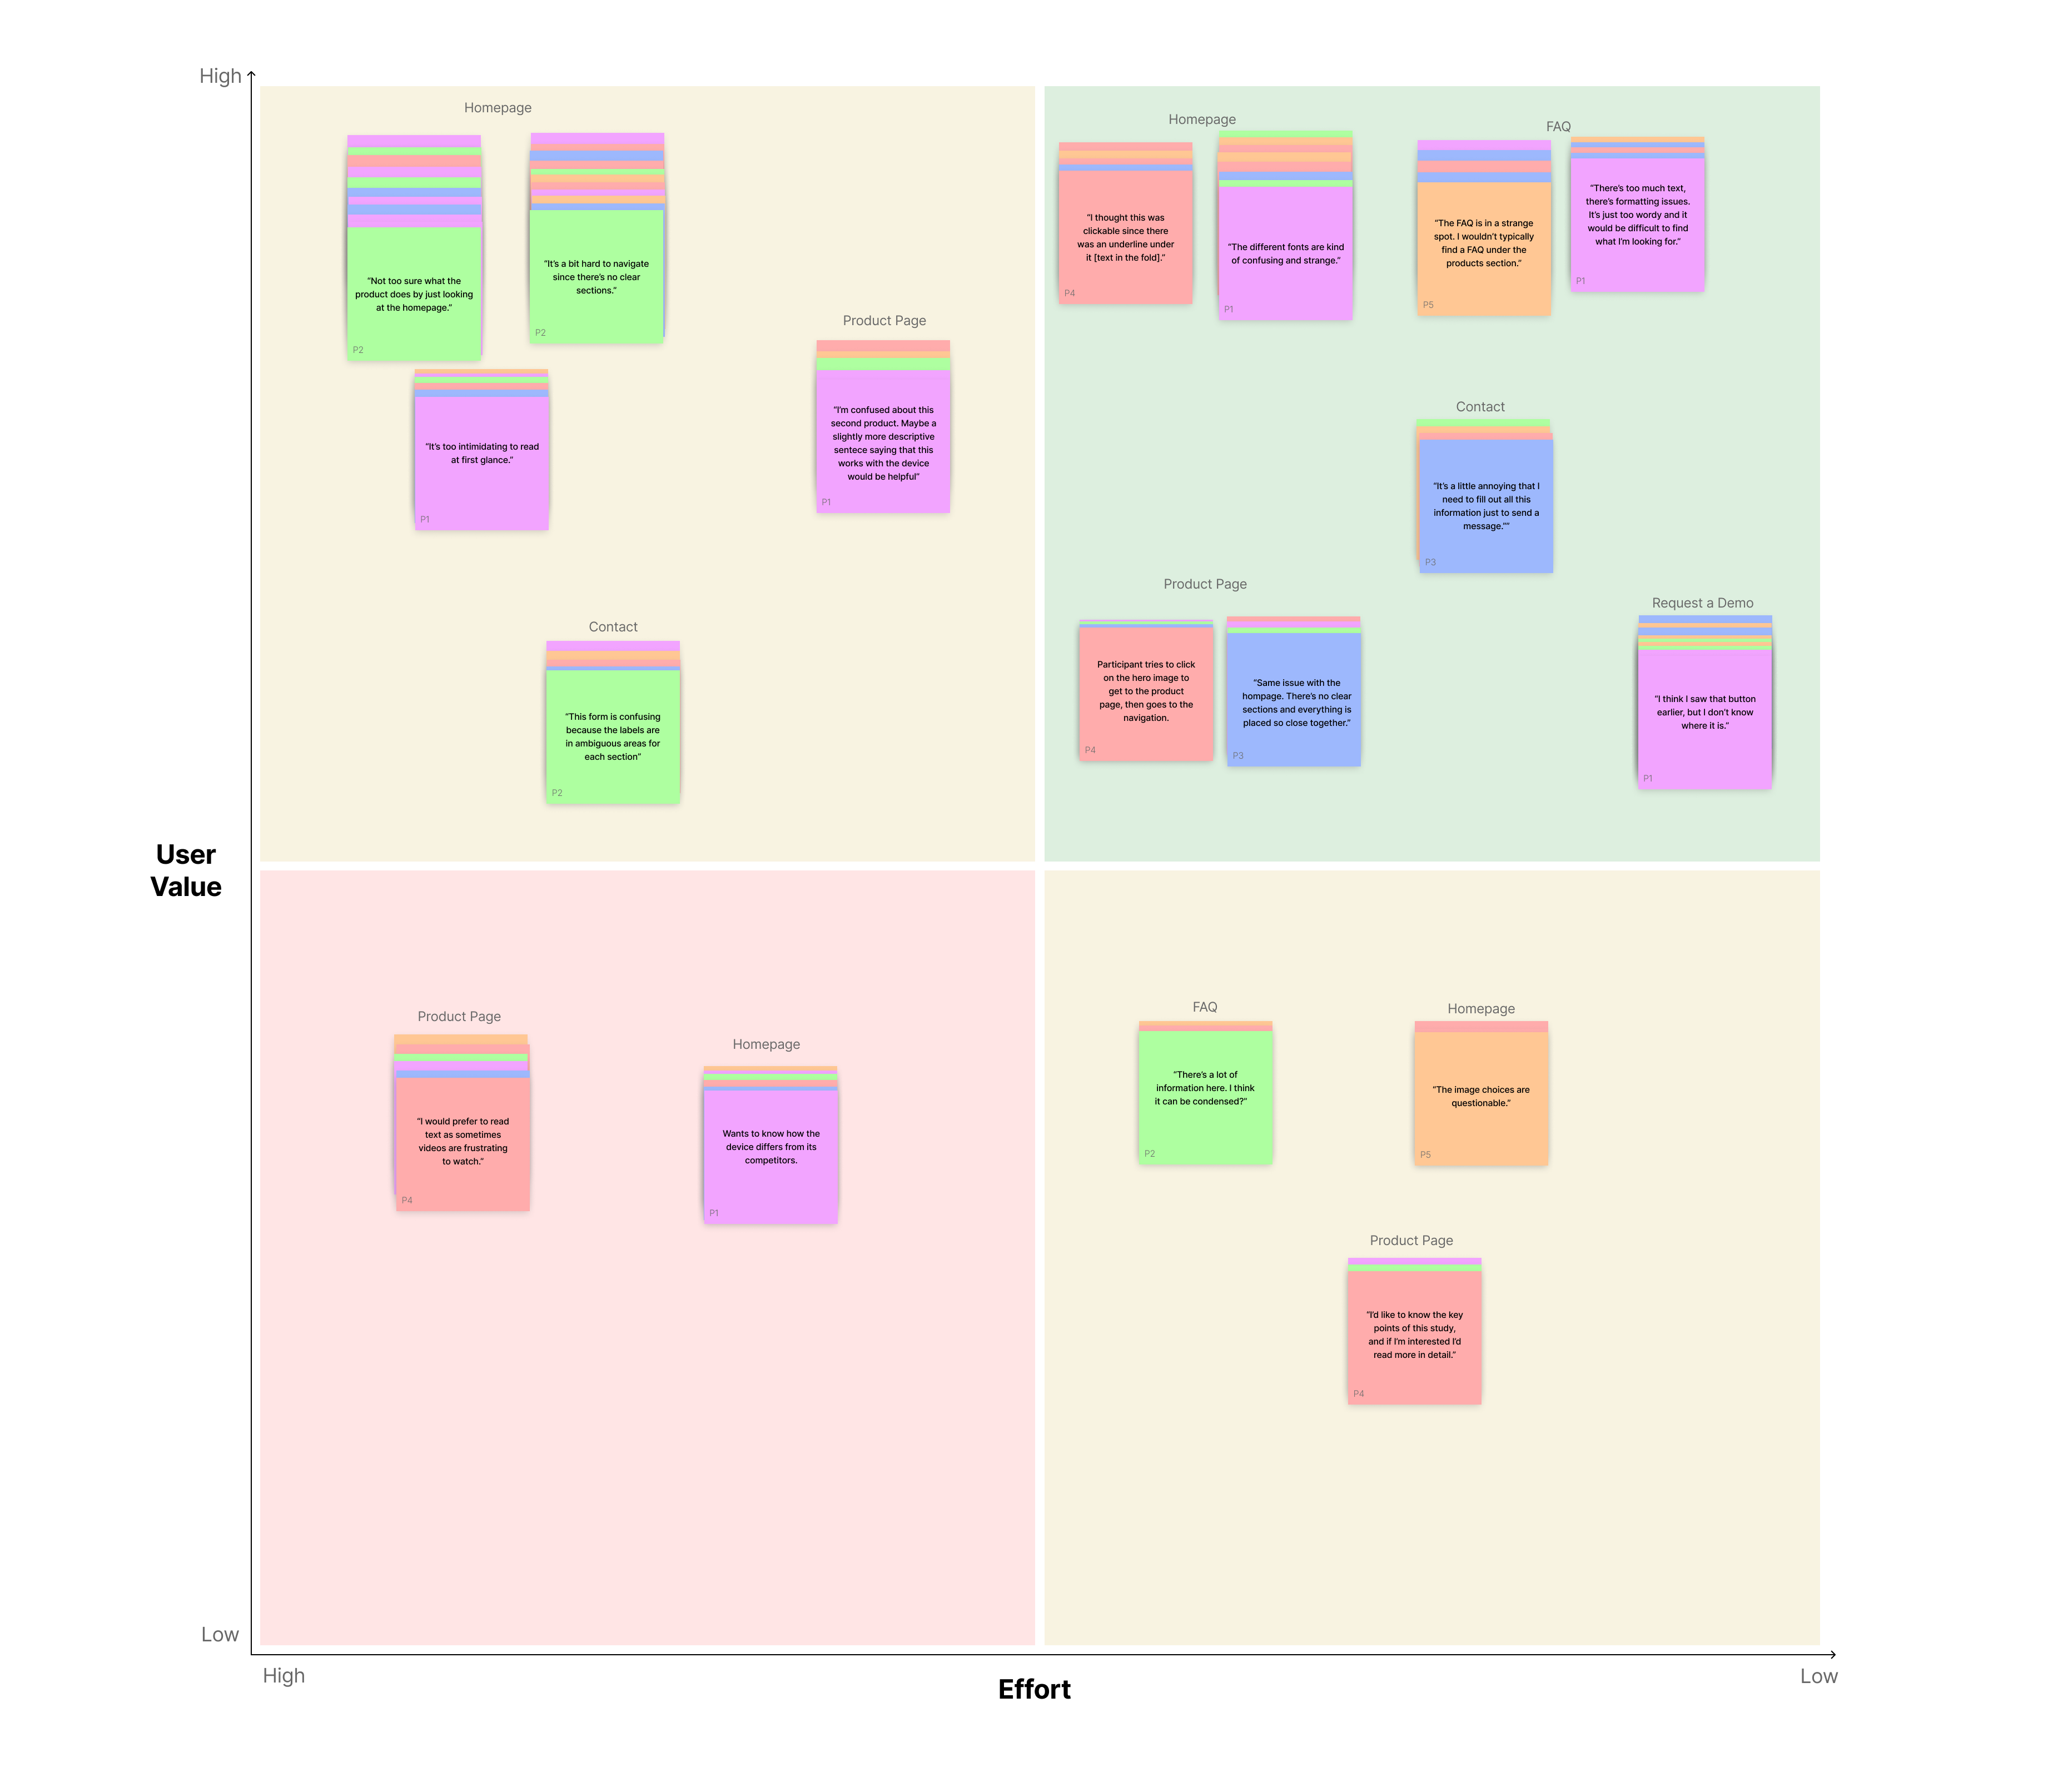 High
Homepage
“Not too sure what the
product does by just looking
at the homepage.”
P2
“It’s a bit hard to navigate
since there’s no clear
sections.”
P2
“It’s too intimidating to read
at first glance.”
P1
Product Page
“I’m confused about this
second product. Maybe a
slightly more descriptive
sentece saying that this
works with the device
would be helpful”
P1
Contact
“This form is confusing
because the labels are
in ambiguous areas for
each section”
P2
Homepage
“I thought this was
clickable since there
was an underline under
it [text in the fold].”
P4
“The different fonts are kind
of confusing and strange.”
P1
FAQ
“The FAQ is in a strange
spot. I wouldn’t typically
find a FAQ under the
products section.”
P5
“There’s too much text,
there’s formatting issues.
It’s just too wordy and it
would be difficult to find
what I’m looking for.”
P1
Contact
“It’s a little annoying that I
need to fill out all this
information just to send a
message.””
P3
Product Page
Participant tries to click
on the hero image to
get to the product
page, then goes to the
navigation.
P4
“Same issue with the
hompage. There’s no clear
sections and everything is
placed so close together.”
P3
Request a Demo
“I think I saw that button
earlier, but I don’t know
where it is.”
P1
User
Value
Product Page
“I would prefer to read
text as sometimes
videos are frustrating
to watch.”
P4
Homepage
Wants to know how the
device differs from its
competitors.
P1
FAQ
“There’s a lot of
information here. I think
it can be condensed?”
P2
Homepage
“The image choices are
questionable.”
P5
Product Page
“I’d like to know the key
points of this study,
and if I’m interested I’d
read more in detail.”
P4
Low
High
Effort
Low